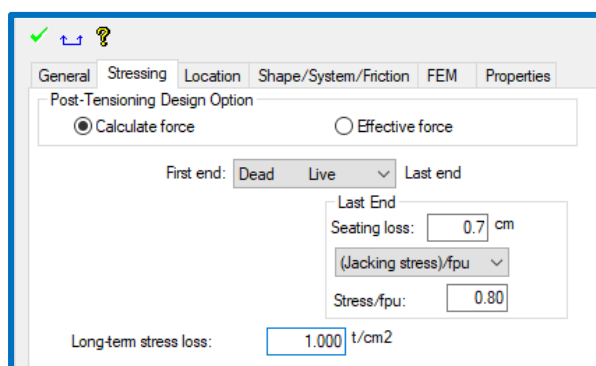 General Stressing Location Shape/System/Friction FEM Properties
Post-Tensioning Design Option
Calculate force Effective force
First end: Dead Live Last end
Last End
Seating loss: 0.7 cm
(Jacking stress)/fpu
Stress/fpu: 0.80
Long-term stress loss: 1.000 t/cm2